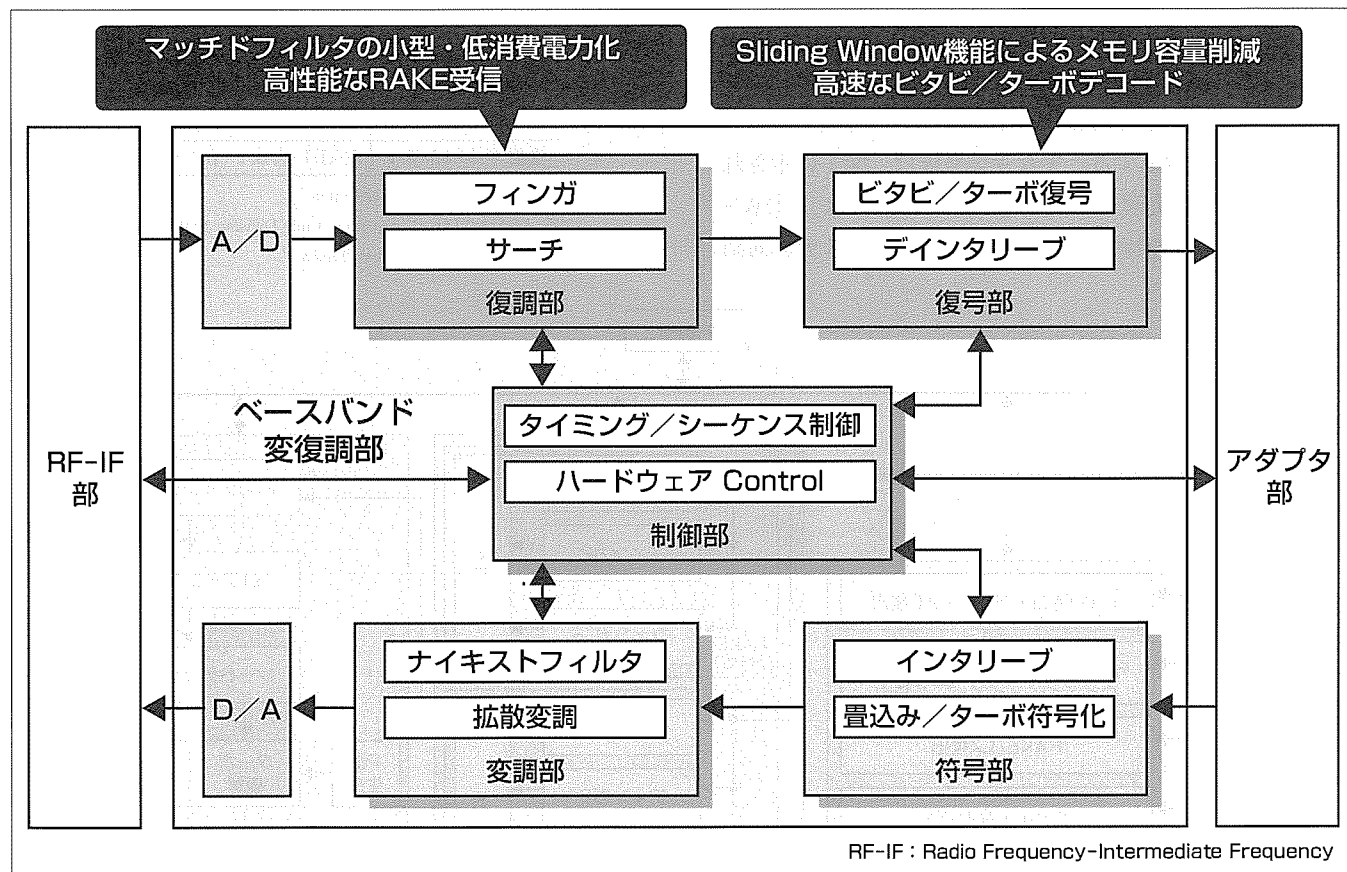 マッチドフィルタの小型・低消費電力化
高性能なRAKE受信
Sliding Window機能によるメモリ容量削減
高速なビタビ／ターボデコード
RF-IF
部
A／D
フィンガ
サーチ
復調部
ビタビ／ターボ復号
デインタリーブ
復号部
ベースバンド
変復調部
タイミング／シーケンス制御
ハードウェア Control
制御部
アダプタ
部
D／A
ナイキストフィルタ
拡散変調
変調部
インタリーブ
畳込み／ターボ符号化
符号部
RF-IF：Radio Frequency-Intermediate Frequency